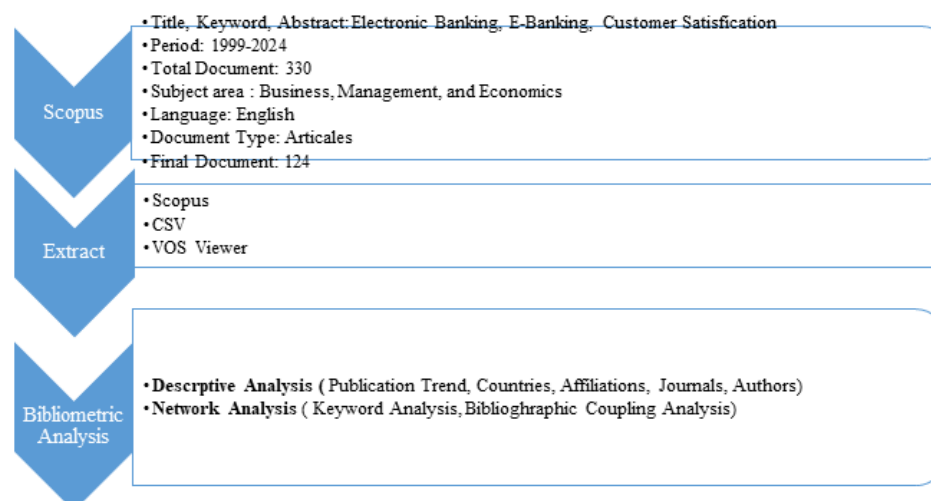 Scopus
•Title, Keyword, Abstract:Electronic Banking, E-Banking, Customer Satisfication
•Period: 1999-2024
•Total Document: 330
•Subject area : Business, Management, and Economics
•Language: English
•Document Type: Articales
•Final Document: 124
Extract
•Scopus
•CSV
•VOS Viewer
Bibliometric
Analysis
•Descrptive Analysis ( Publication Trend, Countries, Affiliations, Journals, Authors)
•Network Analysis ( Keyword Analysis, Biblioghraphic Coupling Analysis)